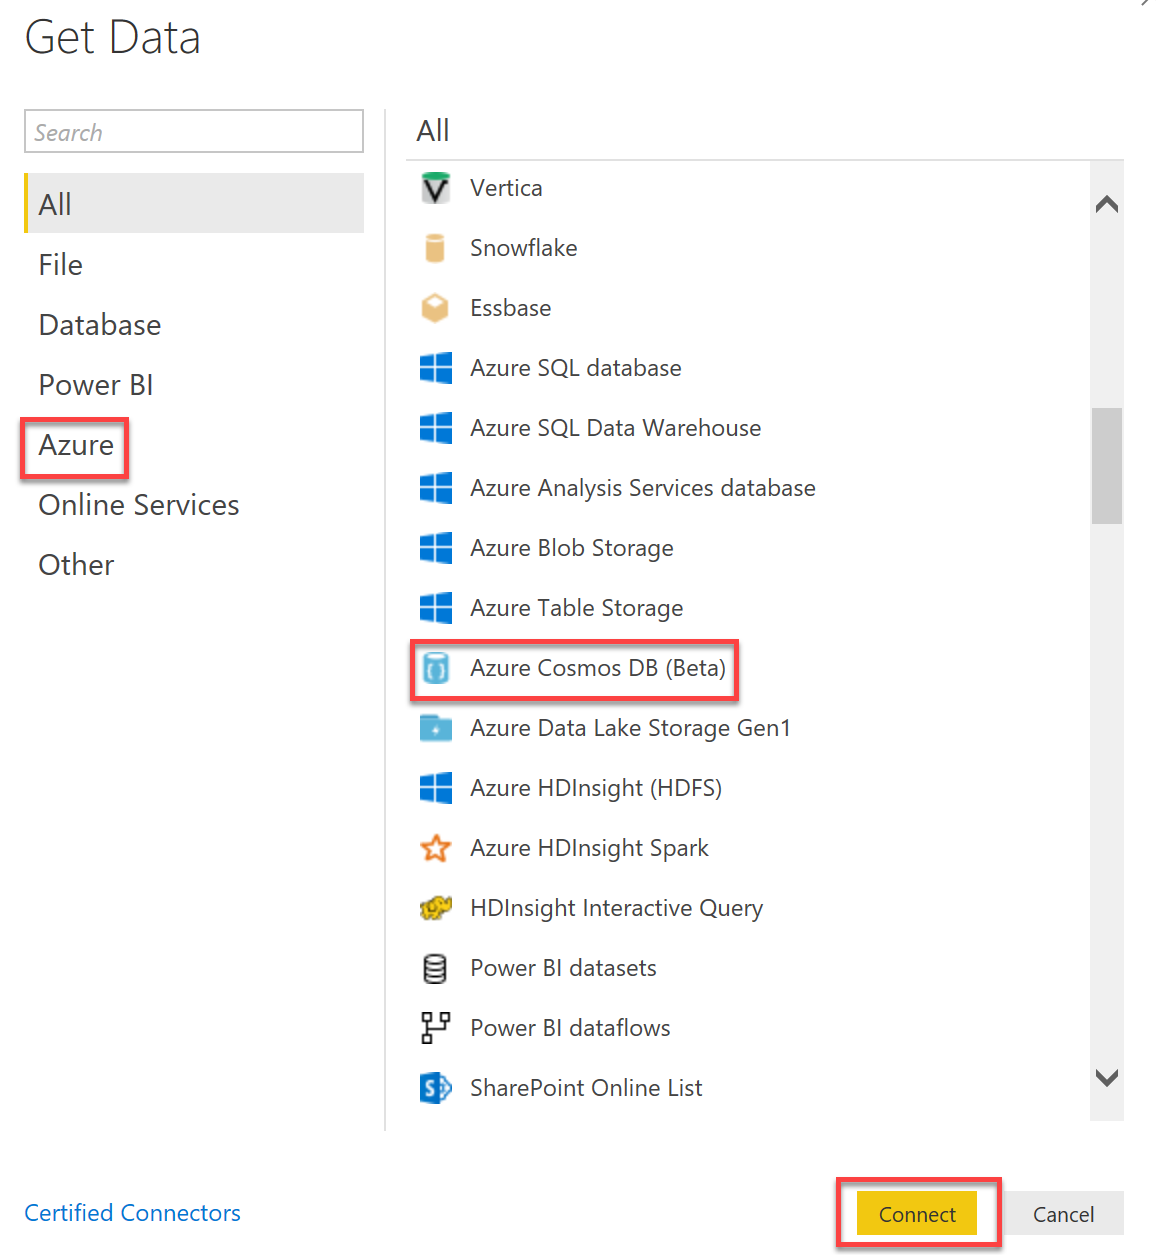 Get Data
Search
All
File
Database
Power BI
Azure
Online Services
Other
All
Vertica
Snowflake
Essbase
Azure SQL database
Azure SQL Data Warehouse
Azure Analysis Services database
Azure Blob Storage
Azure Table Storage
Azure Cosmos DB (Beta)
Azure Data Lake Storage Gen1
Azure HDInsight (HDFS)
Azure HDInsight Spark
HDInsight Interactive Query
Power BI datasets
Power BI dataflows
SharePoint Online List
Certified Connectors
Connect
Cancel